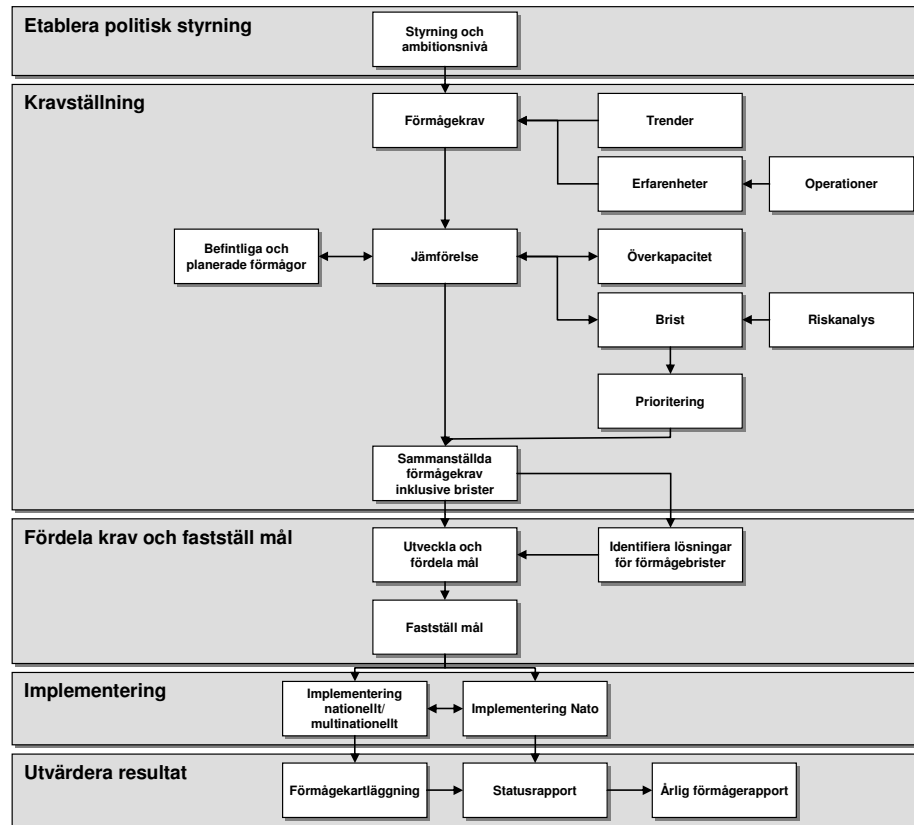 Etablera politisk styrning
Styrning och
ambitionsnivå
Kravställning
Förmågekrav
Trender
Erfarenheter
Operationer
Befintliga och
planerade förmågor
Jämförelse
Överkapacitet
Brist
Riskanalys
Prioritering
Sammanställda
förmågekrav
inklusive brister
Fördela krav och fastställ mål
Utveckla och
fördela mål
Identifiera lösningar
för förmågebrister
Fastställ mål
Implementering
Implementering
nationellt/
multinationellt
Implementering Nato
Utvärdera resultat
Förmågekartläggning
Statusrapport
Årlig förmågerapport